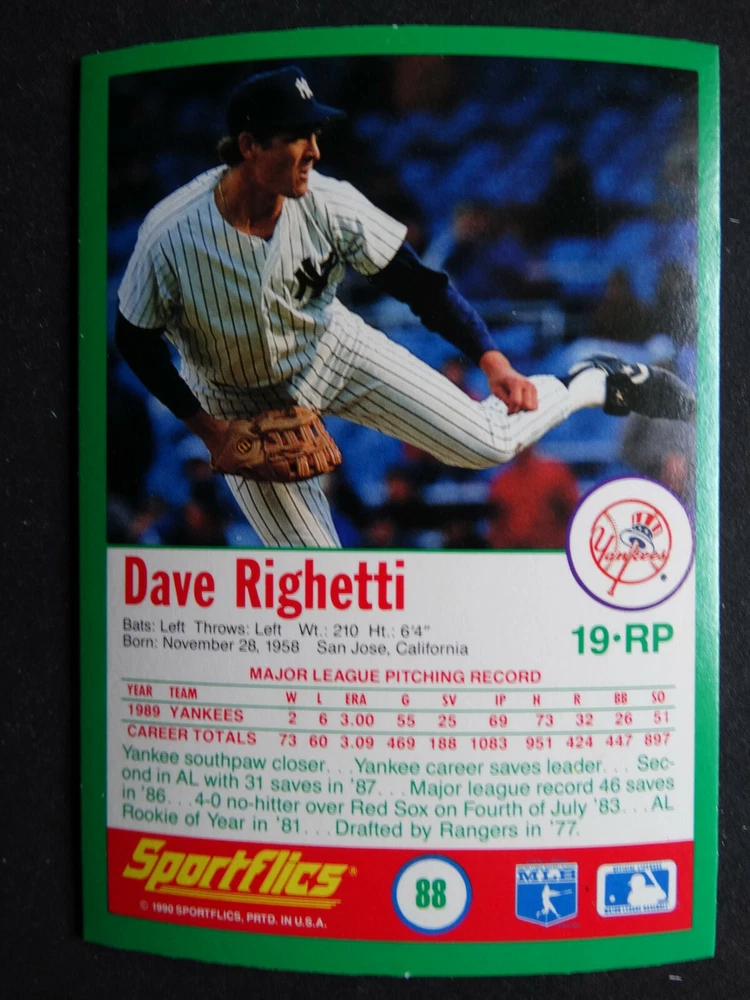 NY
NY
Yankees
Dave Righetti
Bats: Left Throws: Left Wt.: 210 Ht.: 6'4"
Born: November 28, 1958 San Jose, California
19•RP
MAJOR LEAGUE PITCHING RECORD
YEAR TEAM W L ERA G SV IP H R BB SO
1989 YANKEES 2 6 3.00 55 25 69 73 32 26 51
CAREER TOTALS 73 60 3.09 469 188 1083 951 424 447 897
Yankee southpaw closer. . . Yankee career saves leader. . . Sec-
ond in AL with 31 saves in '87. . . Major league record 46 saves
in '86. . . 4-0 no-hitter over Red Sox on Fourth of July '83. . . AL
Rookie of Year in '81. . . Drafted by Rangers in '77.
Sportflics®
© 1990 SPORTFLICS, PRTD. IN U.S.A.
88
MLB